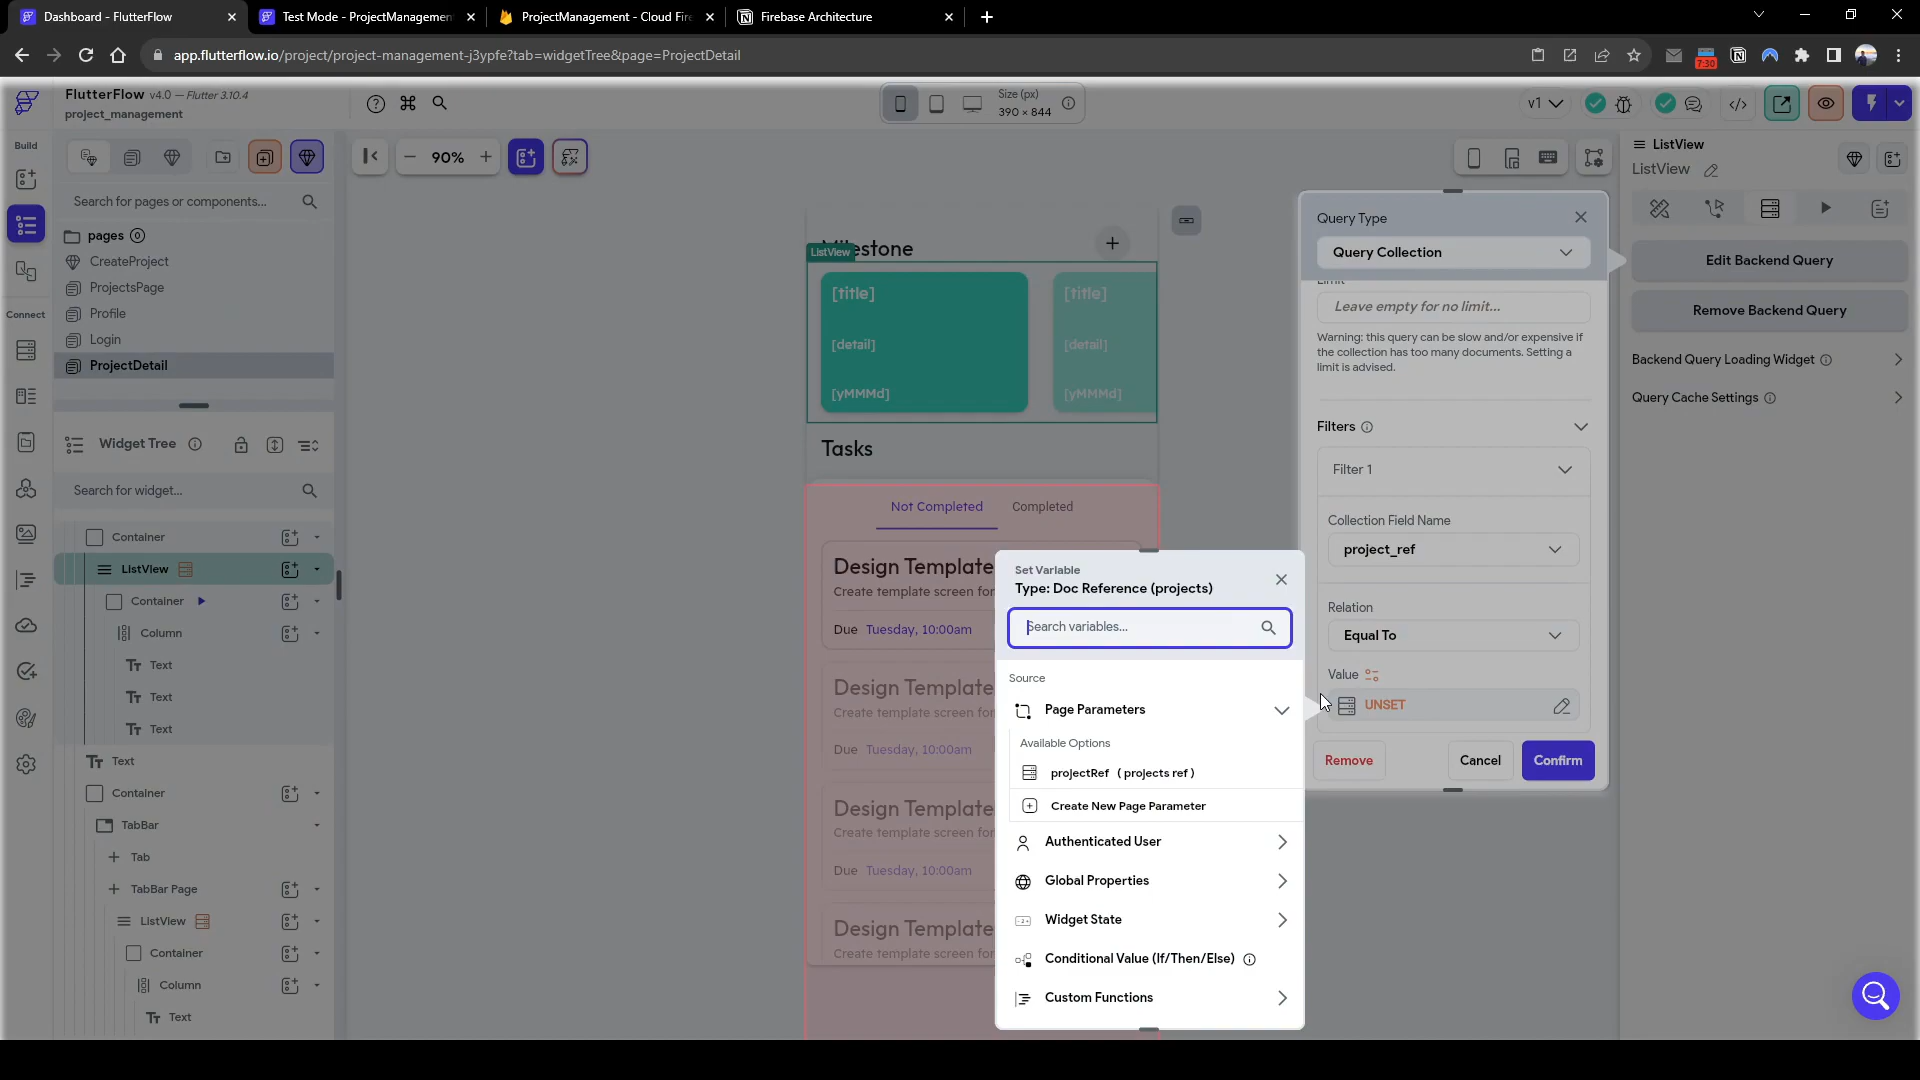 Dashboard - FlutterFlow
Test Mode - ProjectManagement
ProjectManagement - Cloud Fire
Firebase Architecture
app.flutterflow.io/project/project-management-j3ypfe?tab=widgetTree&page=ProjectDetail
7:30
FlutterFlow v4.0 — Flutter 3.10.4
project_management
Size (px)
390 × 844
v1
Build
90%
Search for pages or components...
pages
CreateProject
ProjectsPage
Profile
Login
ProjectDetail
Connect
Widget Tree
Search for widget...
Container
ListView
Container
Column
Text
Text
Text
Text
Container
TabBar
Tab
TabBar Page
ListView
Container
Column
Text
Milestone
ListView
[title]
[title]
[detail]
[detail]
[yMMMd]
[yMMMd]
Tasks
Not Completed
Completed
Design Template
Create template screen for
Due Tuesday, 10:00am
Design Template
Create template screen for
Due Tuesday, 10:00am
Design Template
Create template screen for
Due Tuesday, 10:00am
Design Template
Create template screen for
Set Variable
Type: Doc Reference (projects)
Search variables...
Source
Page Parameters
Available Options
projectRef ( projects ref )
Create New Page Parameter
Authenticated User
Global Properties
Widget State
Conditional Value (If/Then/Else)
Custom Functions
Query Type
Query Collection
Limit
Leave empty for no limit...
Warning: this query can be slow and/or expensive if
the collection has too many documents. Setting a
limit is advised.
Filters
Filter 1
Collection Field Name
project_ref
Relation
Equal To
Value
UNSET
Remove
Cancel
Confirm
ListView
ListView
Edit Backend Query
Remove Backend Query
Backend Query Loading Widget
Query Cache Settings